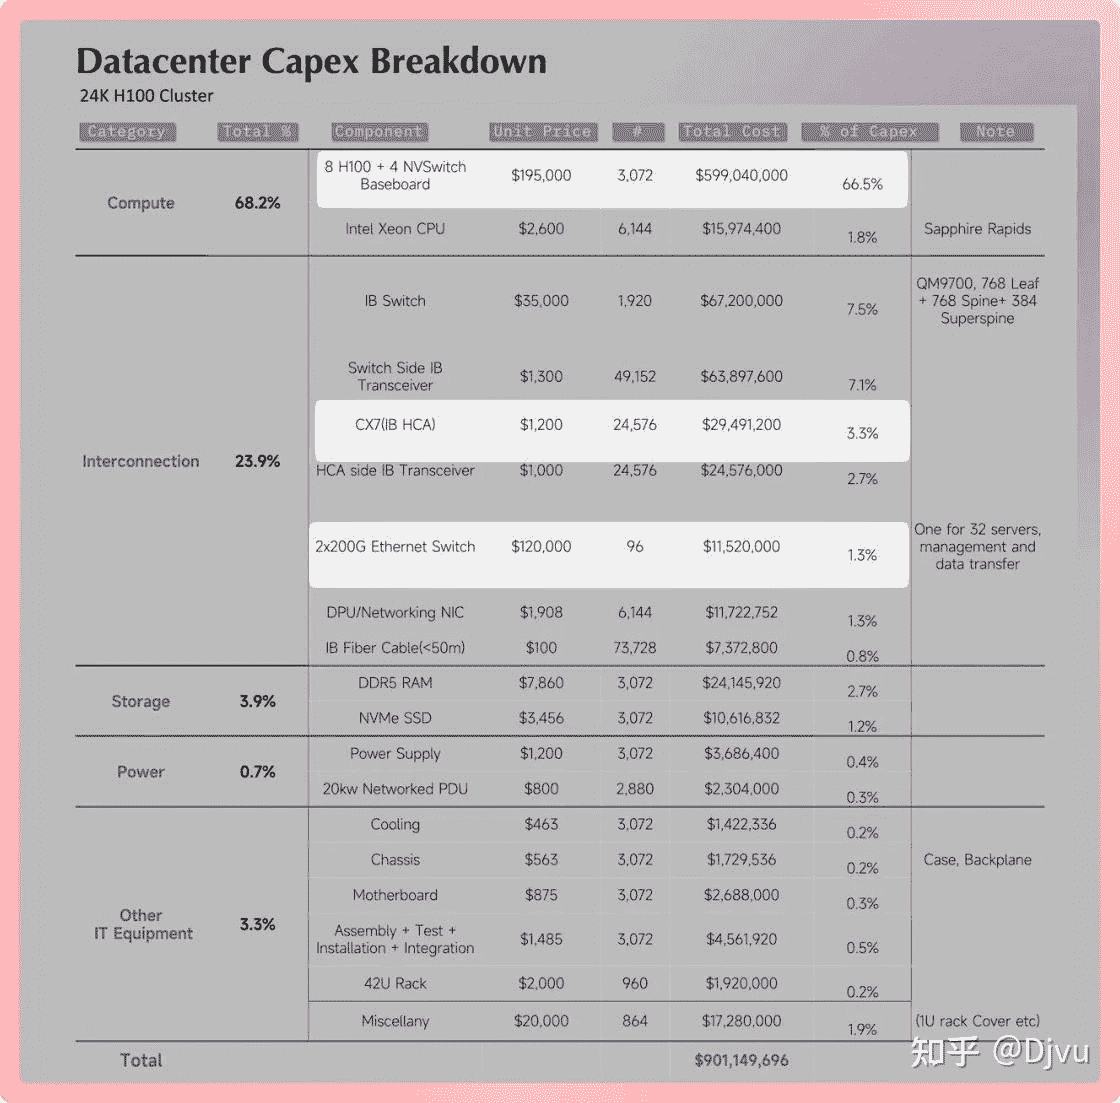 Datacenter Capex Breakdown
24K H100 Cluster
Category Total % Component Unit Price # Total Cost % of Capex Note
Compute 68.2%
8 H100 + 4 NVSwitch
Baseboard $195,000 3,072 $599,040,000 66.5%
Intel Xeon CPU $2,600 6,144 $15,974,400 1.8% Sapphire Rapids
Interconnection 23.9%
IB Switch $35,000 1,920 $67,200,000 7.5%
QM9700, 768 Leaf
+ 768 Spine+ 384
Superspine
Switch Side IB
Transceiver $1,300 49,152 $63,897,600 7.1%
CX7(IB HCA) $1,200 24,576 $29,491,200 3.3%
HCA side IB Transceiver $1,000 24,576 $24,576,000 2.7%
2x200G Ethernet Switch $120,000 96 $11,520,000 1.3%
One for 32 servers,
management and
data transfer
DPU/Networking NIC $1,908 6,144 $11,722,752 1.3%
IB Fiber Cable(<50m) $100 73,728 $7,372,800 0.8%
Storage 3.9%
DDR5 RAM $7,860 3,072 $24,145,920 2.7%
NVMe SSD $3,456 3,072 $10,616,832 1.2%
Power 0.7%
Power Supply $1,200 3,072 $3,686,400 0.4%
20kw Networked PDU $800 2,880 $2,304,000 0.3%
Other
IT Equipment 3.3%
Cooling $463 3,072 $1,422,336 0.2%
Chassis $563 3,072 $1,729,536 0.2% Case, Backplane
Motherboard $875 3,072 $2,688,000 0.3%
Assembly + Test +
Installation + Integration $1,485 3,072 $4,561,920 0.5%
42U Rack $2,000 960 $1,920,000 0.2%
Miscellany $20,000 864 $17,280,000 1.9% (1U rack Cover etc)
Total $901,149,696
知乎 @Djvu